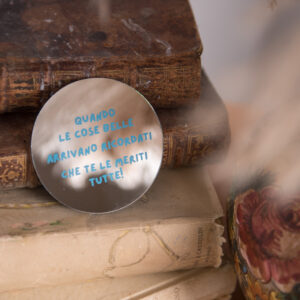 QUANDO
LE COSE BELLE
ARRIVANO RICORDATI
CHE TE LE MERITI
TUTTE!